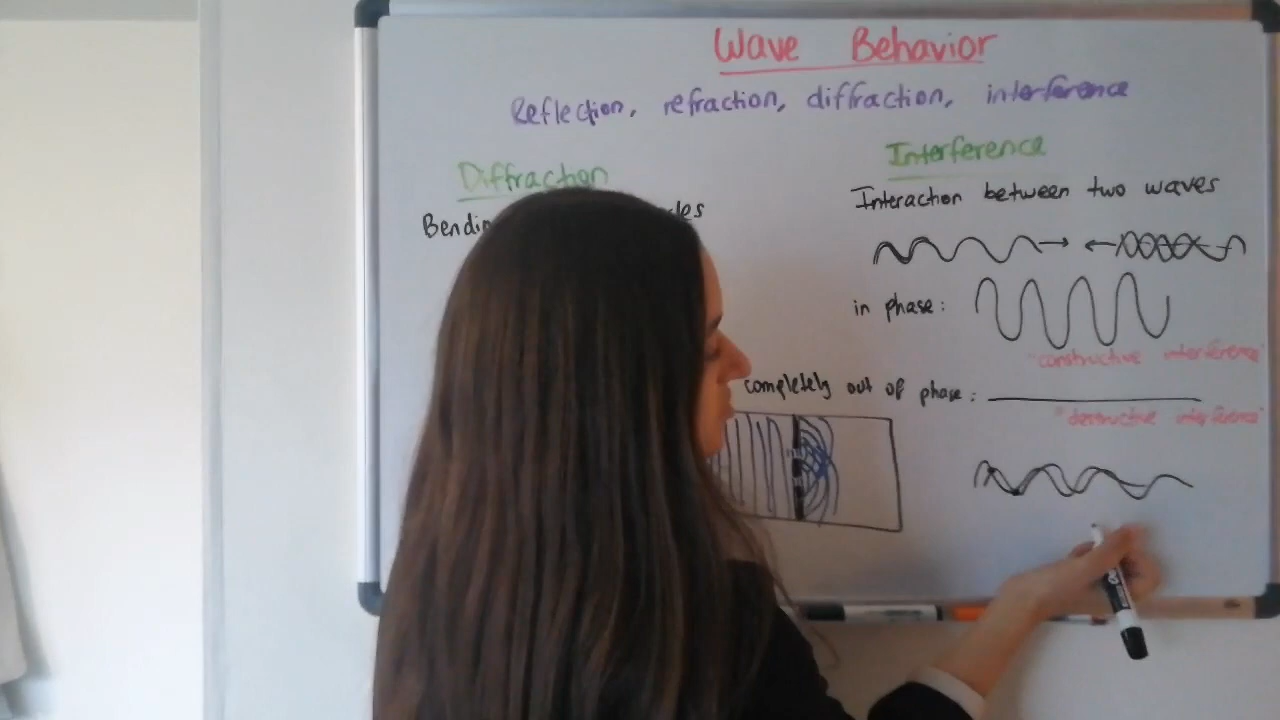 Wave Behavior
Reflection, refraction, diffraction, interference
Diffraction
Interaction between two waves
Interference
in phase:
"constructive interference"
completely out of phase:
"destructive interference"